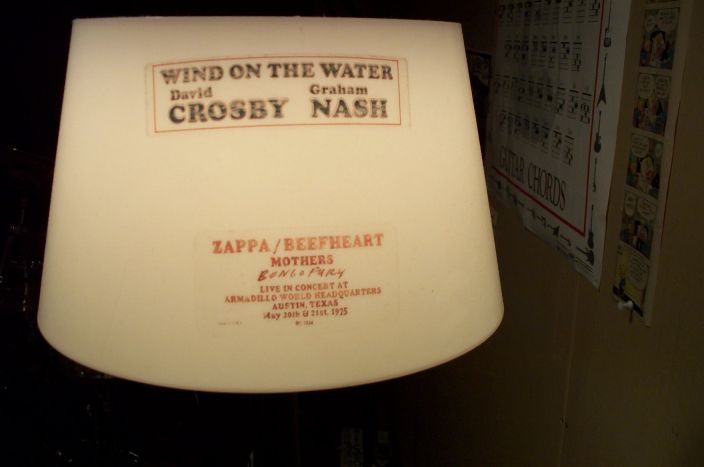 WIND ON THE WATER
David Graham
CROSBY NASH
ZAPPA/BEEFHEART
MOTHERS
BONGO FURY
LIVE IN CONCERT AT
ARMADILLO WORLD HEADQUARTERS
AUSTIN, TEXAS
May 20th & 21st, 1975
GUITAR CHORDS